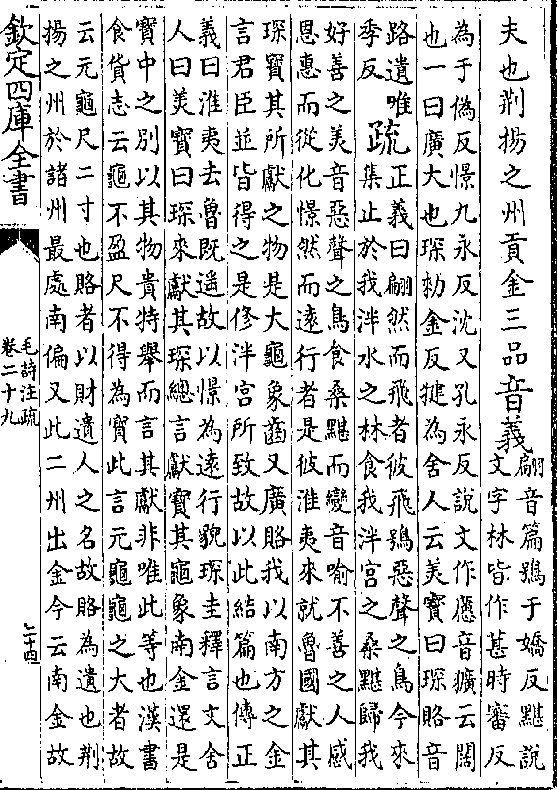 夫也荆揚之州貢金三品音義翩音篇鴞于嬌反黮說
文字林皆作葚時審反
為于偽反憬九永反沈又孔永反說文作㦪音獷云闊
也一曰廣大也琛勑金反犍為舍人云美寶曰琛賂音
路遺唯
季反
疏正義曰翩然而飛者彼飛鴞惡聲之鳥今來
集止於我泮水之林食我泮宮之桑黮歸我
好善之美音惡聲之鳥食桑黮而變音喻不善之人感
恩惠而從化憬然而遠行者是彼淮夷來就魯國獻其
琛寶其所獻之物是大龜象齒又廣賂我以南方之金
言君臣並皆得之是修泮宮所致故以此結篇也傳正
義曰淮夷去魯既遥故以憬為遠行貌琛圭釋言文舍
人曰美寶曰琛來獻其琛總言獻寶其龜象南金還是
寶中之别以其物貴特舉而言其獻非唯此等也漢書
食貨志云龜不盈尺不得為寶此言元龜龜之大者故
云元龜尺二寸也賂者以財遺人之名故賂為遺也荆
揚之州於諸州最處南偏又此二州出金今云南金故
欽定四庫全書
毛詩注疏
卷二十九
七十四